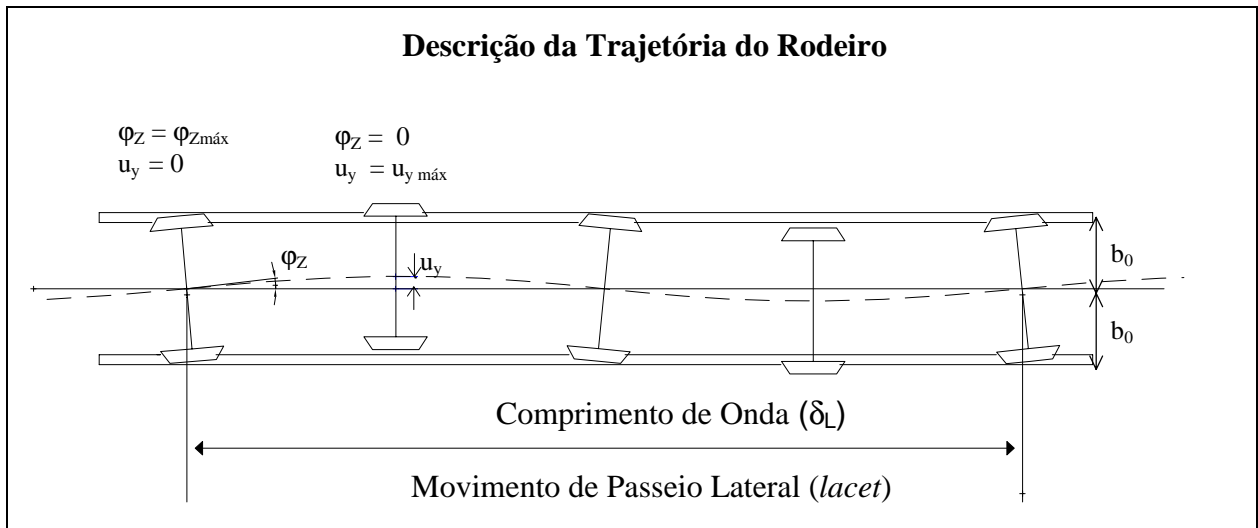 Descrição da Trajetória do Rodeiro
φZ = φZmáx
uy = 0
φZ = 0
uy = uy máx
φZ
uy
b0
b0
Comprimento de Onda (δL)
Movimento de Passeio Lateral (lacet)